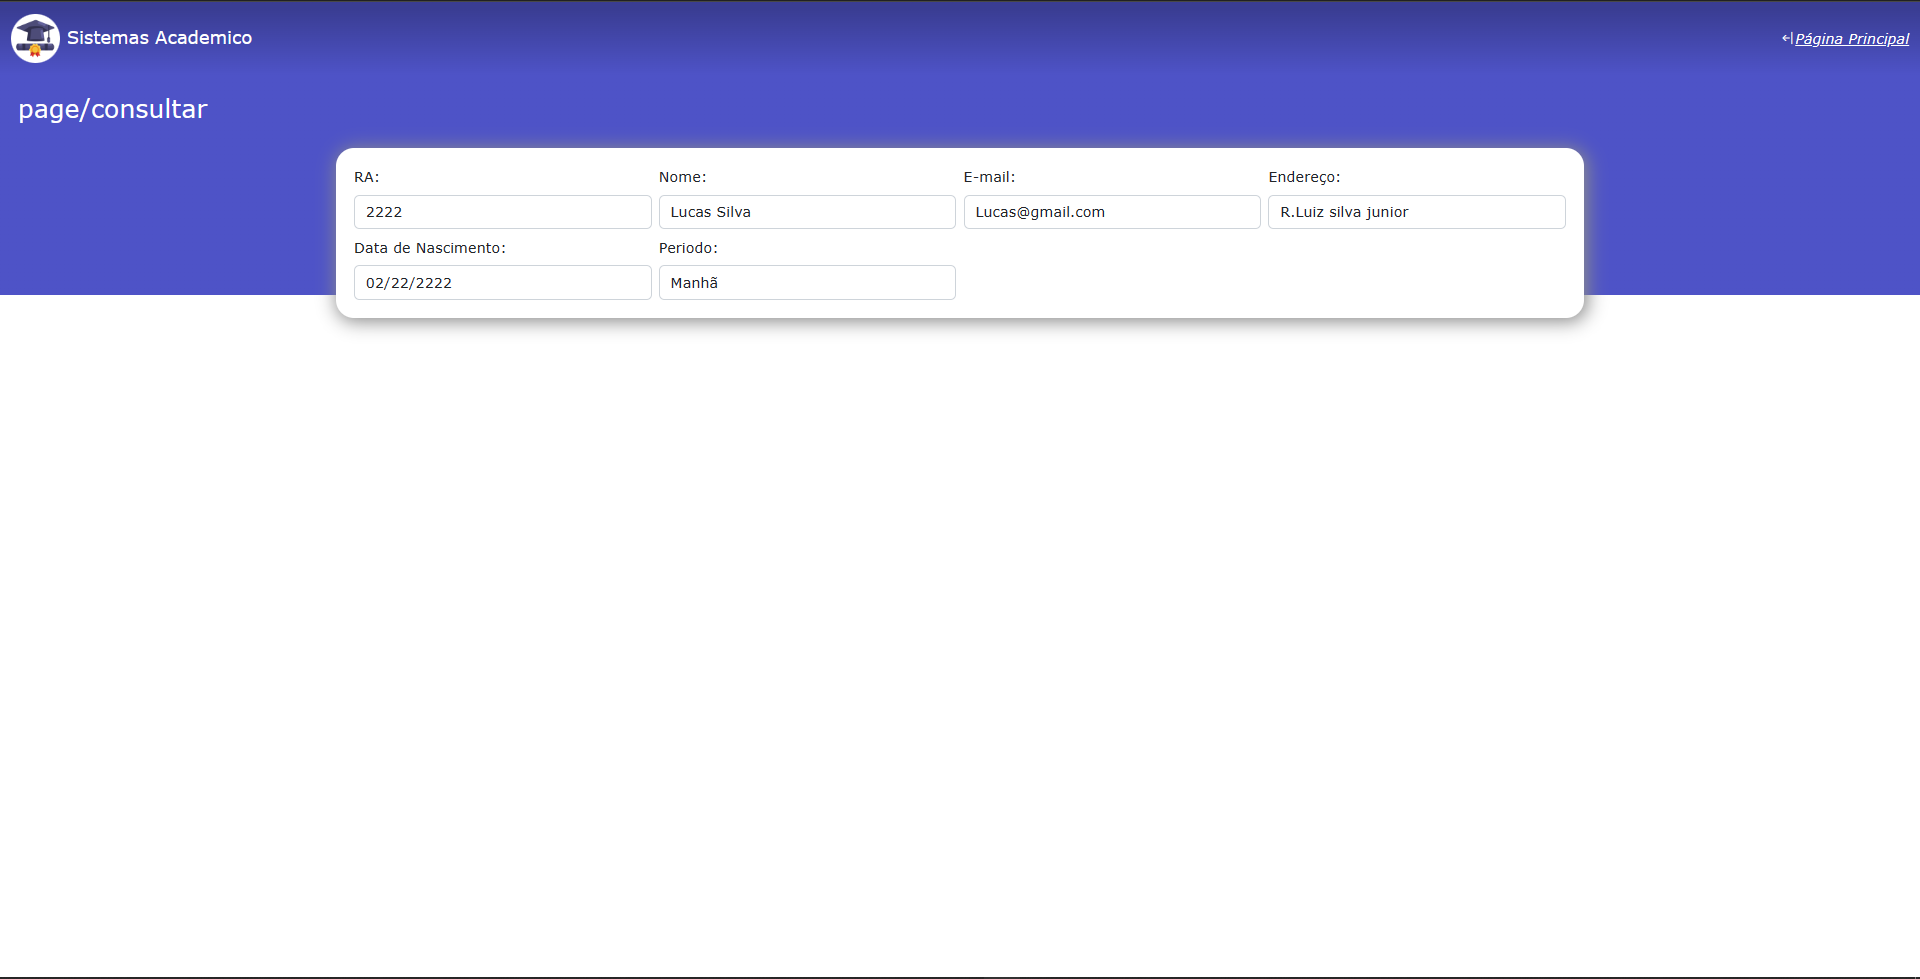 Sistemas Academico
Página Principal
page/consultar
RA: Nome: E-mail: Endereço:
2222 Lucas Silva Lucas@gmail.com R.Luiz silva junior
Data de Nascimento: Periodo:
02/22/2222 Manhã